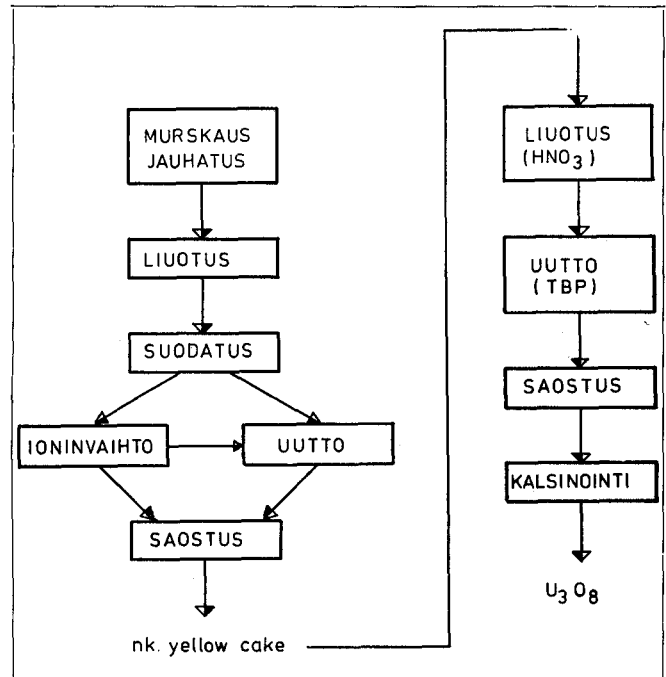 MURSKAUS
JAUHATUS
LIUOTUS
SUODATUS
IONINVAIHTO
UUTTO
SAOSTUS
nk. yellow cake
LIUOTUS
(HNO₃)
UUTTO
(TBP)
SAOSTUS
KALSINOINTI
U₃O₈